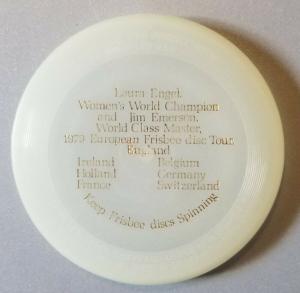 Laura Engel,
Women's World Champion
and Jim Emerson,
World Class Master,
1979 European Frisbee disc Tour,
England
Ireland Belgium
Holland Germany
France Switzerland
Keep Frisbee discs Spinning